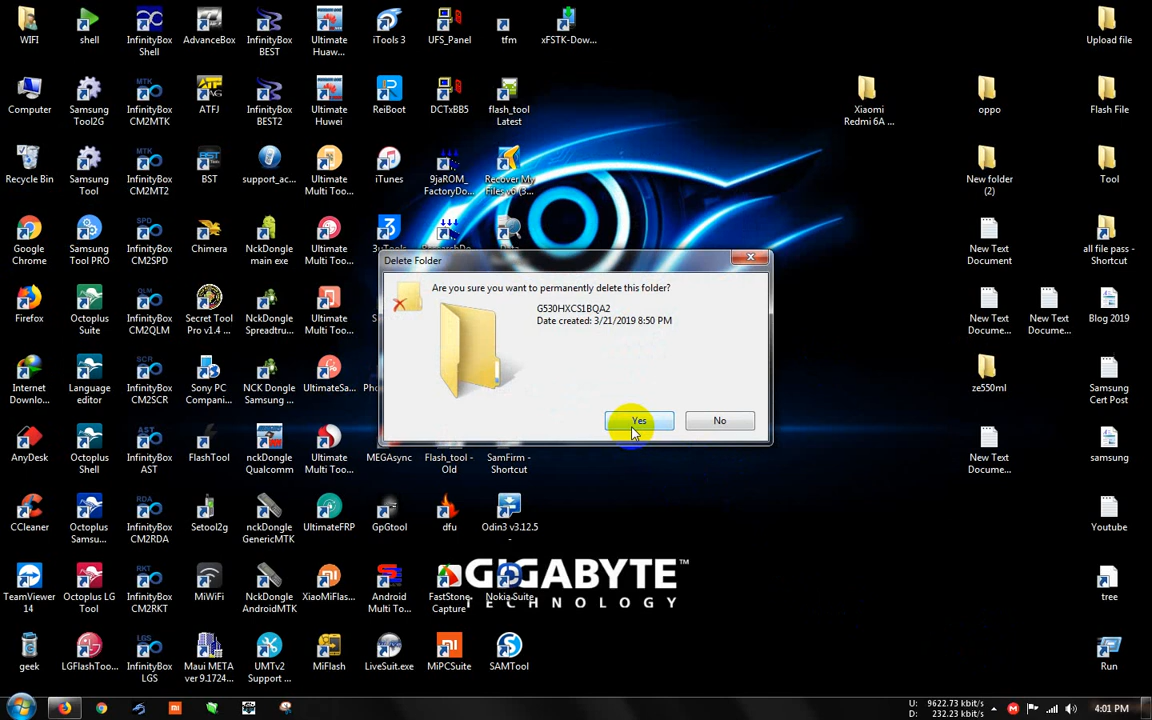 WIFI
shell
InfinityBox
Shell
AdvanceBox
InfinityBox
BEST
Ultimate
Huaw...
iTools 3
UFS_Panel
tfm
xFSTK-Dow...
Upload file
Computer
Samsung
Tool2G
InfinityBox
CM2MTK
ATFJ
InfinityBox
BEST2
Ultimate
Huwei
ReiBoot
DCTxBB5
flash_tool
Latest
Xiaomi
Redmi 6A ...
oppo
Flash File
Recycle Bin
Samsung
Tool
InfinityBox
CM2MT2
BST
support_ac...
Ultimate
Multi Too...
iTunes
9jaROM_
FactoryDo...
Recover My
Files v6 (3...
New folder
(2)
Tool
Google
Chrome
Samsung
Tool PRO
InfinityBox
CM2SPD
Chimera
NckDongle
main exe
Ultimate
Multi Too...
3uTools
New Text
Document
all file pass -
Shortcut
Delete Folder
Are you sure you want to permanently delete this folder?
G530HXCS1BQA2
Date created: 3/21/2019 8:50 PM
Yes
No
Firefox
Octoplus
Suite
InfinityBox
CM2QLM
Secret Tool
Pro v1.4 ...
NckDongle
Spreadtru...
Ultimate
Multi Too...
New Text
Docume...
New Text
Docume...
Blog 2019
Internet
Downlo...
Language
editor
InfinityBox
CM2SCR
Sony PC
Compani...
NCK Dongle
Samsung ...
UltimateSa...
ze550ml
Samsung
Cert Post
AnyDesk
Octoplus
Shell
InfinityBox
AST
FlashTool
nckDongle
Qualcomm
Ultimate
Multi Too...
MEGAsync
Flash_tool -
Old
SamFirm -
Shortcut
New Text
Docume...
samsung
CCleaner
Octoplus
Samsu...
InfinityBox
CM2RDA
Setool2g
nckDongle
GenericMTK
UltimateFRP
GpGtool
dfu
Odin3 v3.12.5
-
Youtube
GIGABYTE™
TECHNOLOGY
TeamViewer
14
Octoplus LG
Tool
InfinityBox
CM2RKT
MiWiFi
NckDongle
AndroidMTK
XiaoMiFlas...
Android
Multi To...
FastStone
Capture
Nokia Suite
tree
geek
LGFlashToo...
InfinityBox
LGS
Maui META
ver 9.1724...
UMTv2
Support ...
MiFlash
LiveSuit.exe
MiPCSuite
SAMTool
Run
U: 9622.73 kbit/s
D: 232.23 kbit/s
4:01 PM